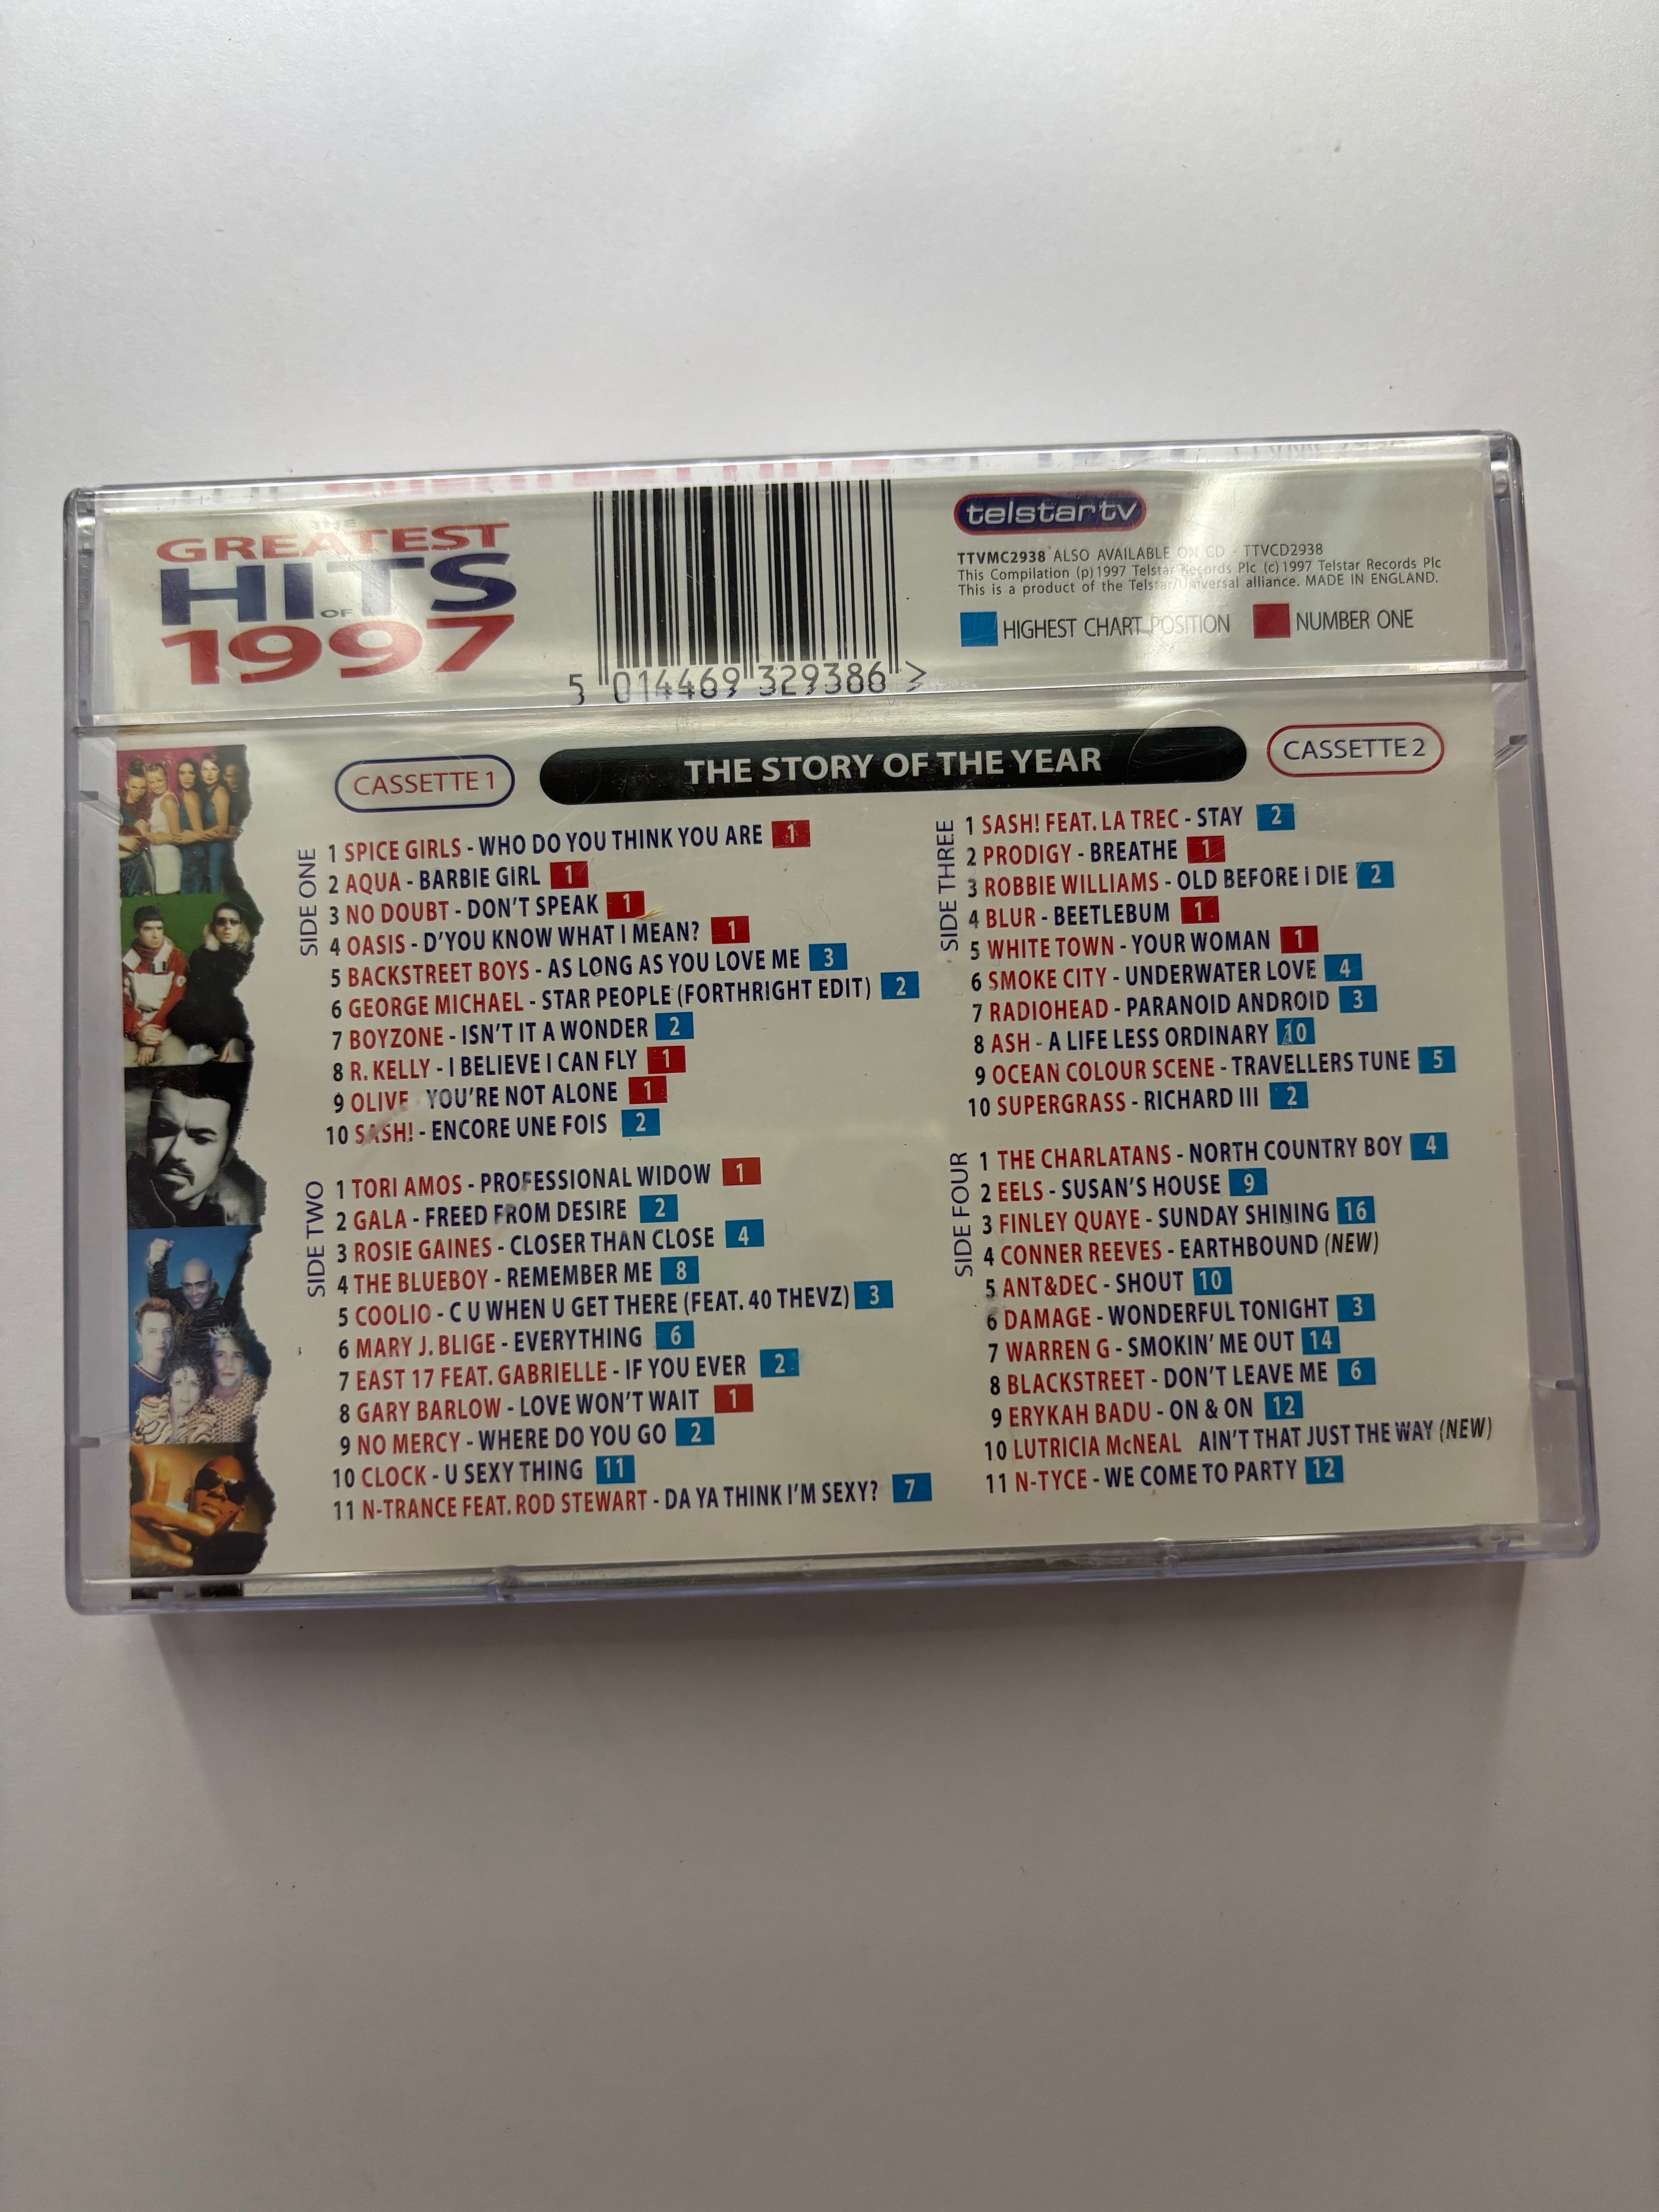 THE
GREATEST
HITS
OF
1997
5 014469 329386 >
telstar tv
TTVMC2938 ALSO AVAILABLE ON CD - TTVCD2938
This Compilation (p) 1997 Telstar Records Plc (c) 1997 Telstar Records Plc
This is a product of the Telstar/Universal alliance. MADE IN ENGLAND.
HIGHEST CHART POSITION NUMBER ONE
CASSETTE 1
THE STORY OF THE YEAR
CASSETTE 2
SIDE ONE
1 SPICE GIRLS - WHO DO YOU THINK YOU ARE 1
2 AQUA - BARBIE GIRL 1
3 NO DOUBT - DON'T SPEAK 1
4 OASIS - D'YOU KNOW WHAT I MEAN? 1
5 BACKSTREET BOYS - AS LONG AS YOU LOVE ME 3
6 GEORGE MICHAEL - STAR PEOPLE (FORTHRIGHT EDIT) 2
7 BOYZONE - ISN'T IT A WONDER 2
8 R. KELLY - I BELIEVE I CAN FLY 1
9 OLIVE YOU'RE NOT ALONE 1
10 SASH! - ENCORE UNE FOIS 2
SIDE TWO
1 TORI AMOS - PROFESSIONAL WIDOW 1
2 GALA - FREED FROM DESIRE 2
3 ROSIE GAINES - CLOSER THAN CLOSE 4
4 THE BLUEBOY - REMEMBER ME 8
5 COOLIO - C U WHEN U GET THERE (FEAT. 40 THEVZ) 3
6 MARY J. BLIGE - EVERYTHING 6
7 EAST 17 FEAT. GABRIELLE - IF YOU EVER 2
8 GARY BARLOW - LOVE WON'T WAIT 1
9 NO MERCY - WHERE DO YOU GO 2
10 CLOCK - U SEXY THING 11
11 N-TRANCE FEAT. ROD STEWART - DA YA THINK I'M SEXY? 7
SIDE THREE
1 SASH! FEAT. LA TREC - STAY 2
2 PRODIGY - BREATHE 1
3 ROBBIE WILLIAMS - OLD BEFORE i DIE 2
4 BLUR - BEETLEBUM 1
5 WHITE TOWN - YOUR WOMAN 1
6 SMOKE CITY - UNDERWATER LOVE 4
7 RADIOHEAD - PARANOID ANDROID 3
8 ASH - A LIFE LESS ORDINARY 10
9 OCEAN COLOUR SCENE - TRAVELLERS TUNE 5
10 SUPERGRASS - RICHARD III 2
SIDE FOUR
1 THE CHARLATANS - NORTH COUNTRY BOY 4
2 EELS - SUSAN'S HOUSE 9
3 FINLEY QUAYE - SUNDAY SHINING 16
4 CONNER REEVES - EARTHBOUND (NEW)
5 ANT&DEC - SHOUT 10
6 DAMAGE - WONDERFUL TONIGHT 3
7 WARREN G - SMOKIN' ME OUT 14
8 BLACKSTREET - DON'T LEAVE ME 6
9 ERYKAH BADU - ON & ON 12
10 LUTRICIA McNEAL AIN'T THAT JUST THE WAY (NEW)
11 N-TYCE - WE COME TO PARTY 12